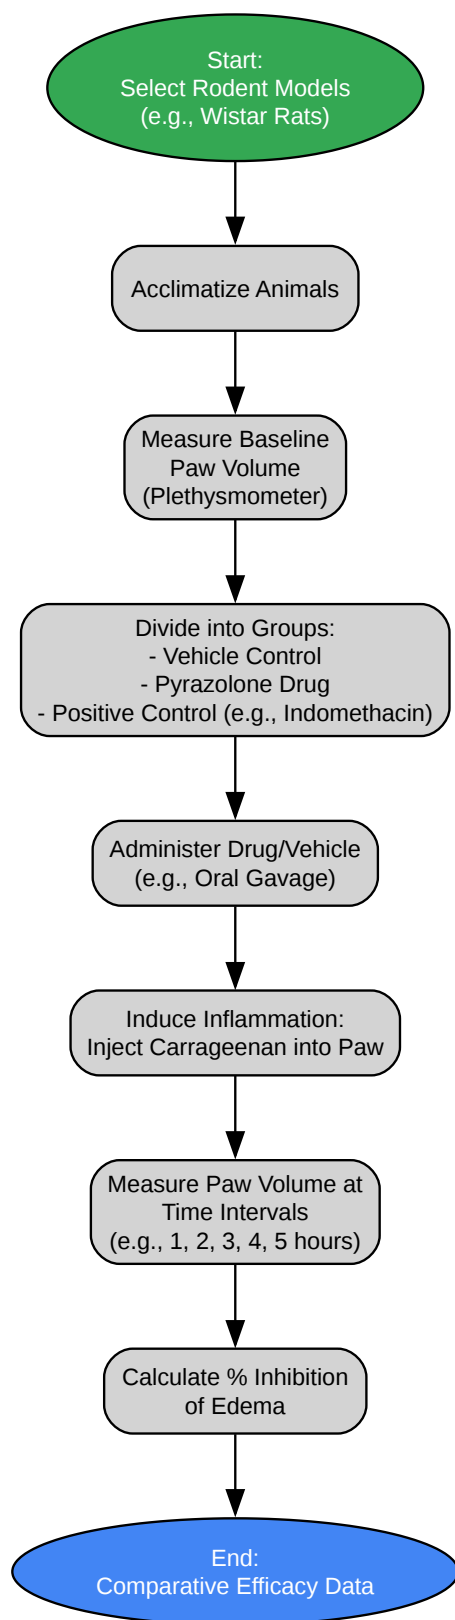 Start:
Select Rodent Models
(e.g., Wistar Rats)
Acclimatize Animals
Measure Baseline
Paw Volume
(Plethysmometer)
Divide into Groups:
- Vehicle Control
- Pyrazolone Drug
- Positive Control (e.g., Indomethacin)
Administer Drug/Vehicle
(e.g., Oral Gavage)
Induce Inflammation:
Inject Carrageenan into Paw
Measure Paw Volume at
Time Intervals
(e.g., 1, 2, 3, 4, 5 hours)
Calculate % Inhibition
of Edema
End:
Comparative Efficacy Data